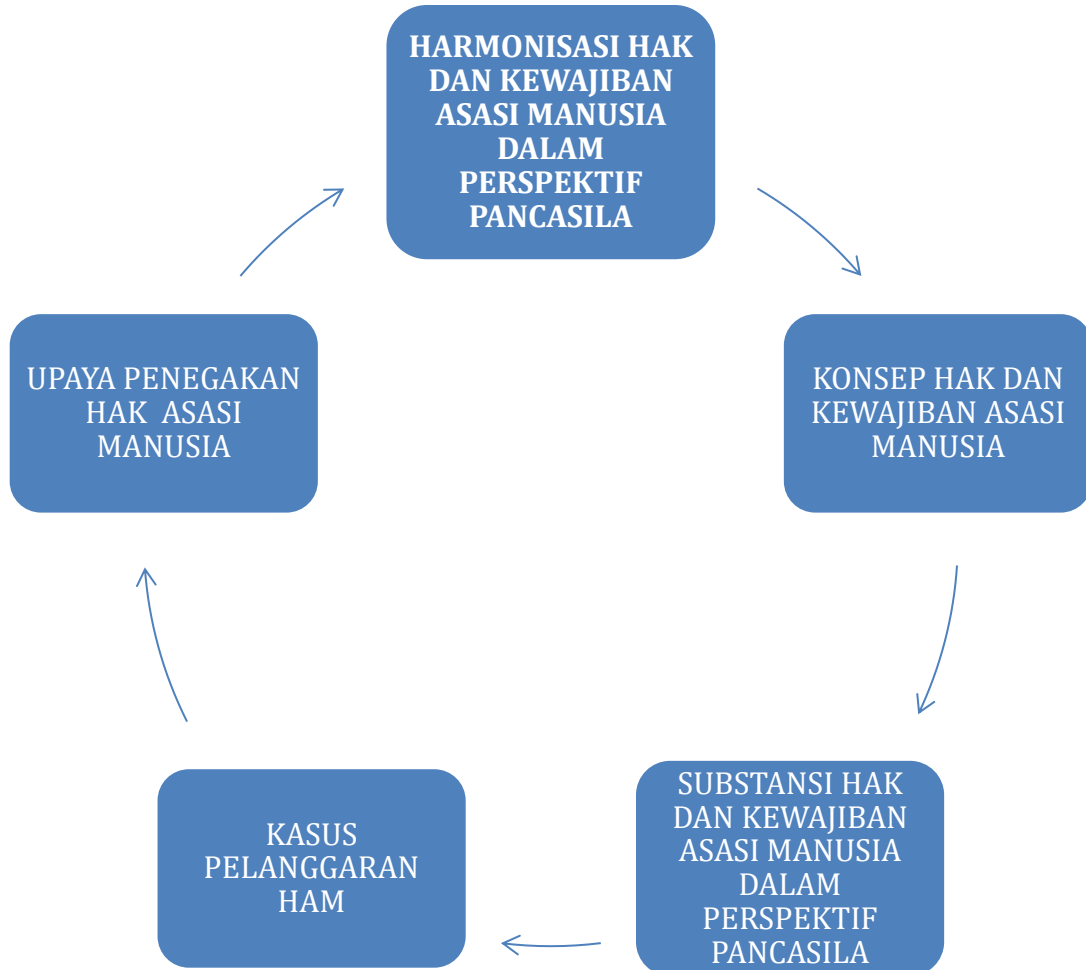 HARMONISASI HAK
DAN KEWAJIBAN
ASASI MANUSIA
DALAM
PERSPEKTIF
PANCASILA
KONSEP HAK DAN
KEWAJIBAN ASASI
MANUSIA
SUBSTANSI HAK
DAN KEWAJIBAN
ASASI MANUSIA
DALAM
PERSPEKTIF
PANCASILA
KASUS
PELANGGARAN
HAM
UPAYA PENEGAKAN
HAK ASASI
MANUSIA